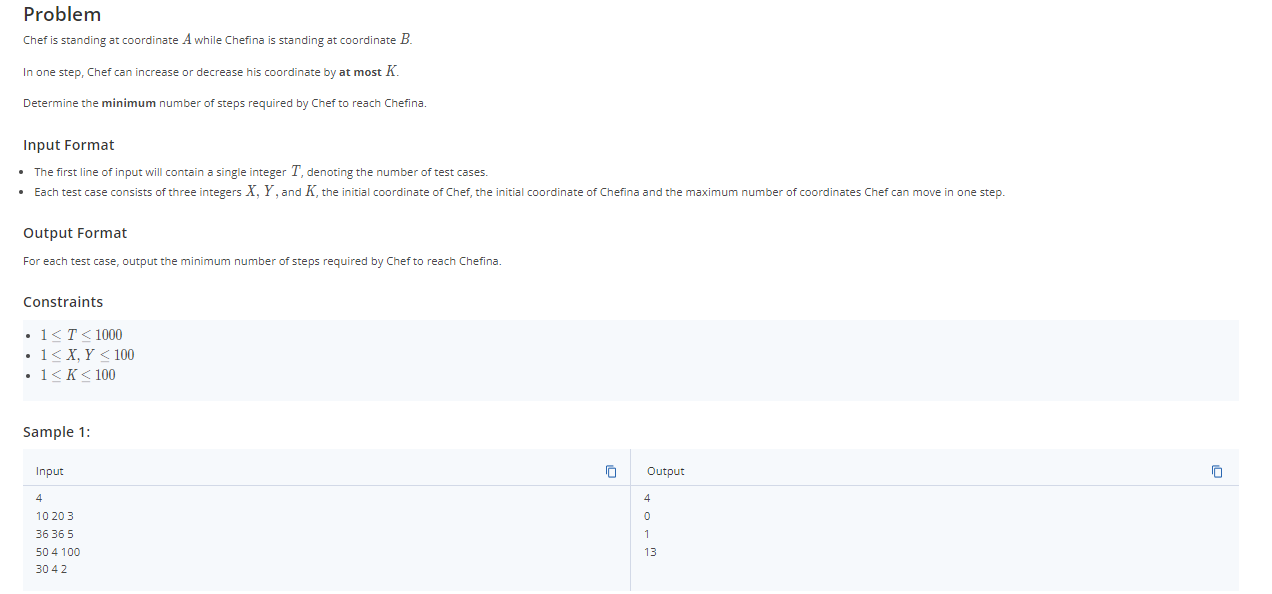 Problem
Chef is standing at coordinate A while Chefina is standing at coordinate B.
In one step, Chef can increase or decrease his coordinate by at most K.
Determine the minimum number of steps required by Chef to reach Chefina.
Input Format
• The first line of input will contain a single integer T, denoting the number of test cases.
• Each test case consists of three integers X, Y, and K, the initial coordinate of Chef, the initial coordinate of Chefina and the maximum number of coordinates Chef can move in one step.
Output Format
For each test case, output the minimum number of steps required by Chef to reach Chefina.
Constraints
• 1 ≤ T ≤ 1000
• 1 ≤ X, Y ≤ 100
• 1 ≤ K ≤ 100
Sample 1:
Input Output
4 4
10 20 3 0
36 36 5 1
50 4 100 13
30 4 2